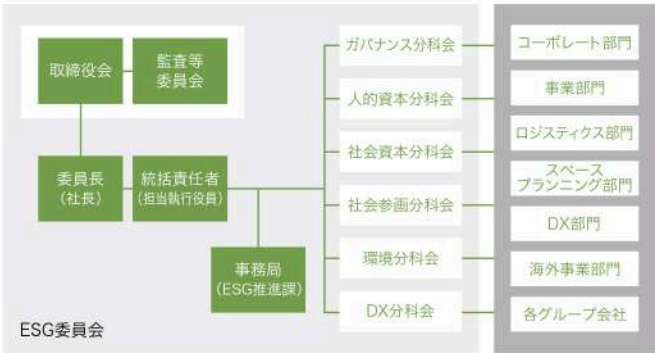 取締役会
監査等
委員会
委員長
（社長）
統括責任者
（担当執行役員）
事務局
（ESG推進課）
ESG委員会
ガバナンス分科会
人的資本分科会
社会資本分科会
社会参画分科会
環境分科会
DX分科会
コーポレート部門
事業部門
ロジスティクス部門
スペース
プランニング部門
DX部門
海外事業部門
各グループ会社